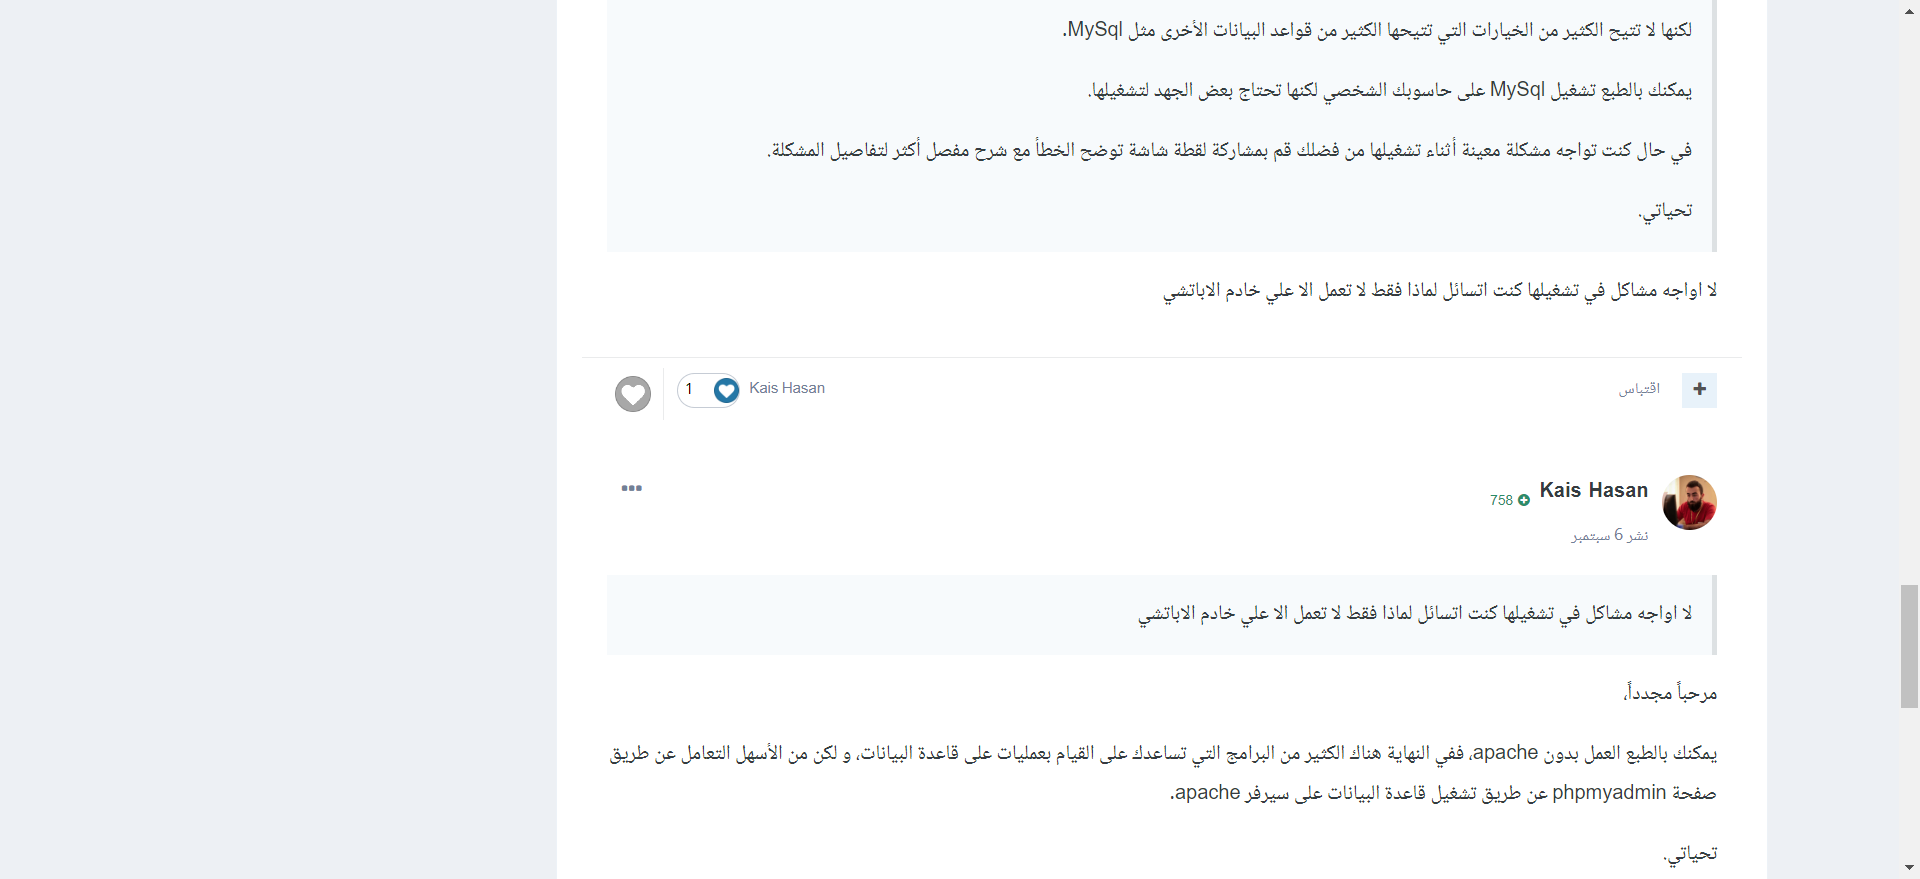 لكنها لا تتيح الكثير من الخيارات التي تتيحها الكثير من قواعد البيانات الأخرى مثل MySql.
يمكنك بالطبع تشغيل MySql على حاسوبك الشخصي لكنها تحتاج بعض الجهد لتشغيلها.
في حال كنت تواجه مشكلة معينة أثناء تشغيلها من فضلك قم بمشاركة لقطة شاشة توضح الخطأ مع شرح مفصل أكثر لتفاصيل المشكلة.
تحياتي.
لا اواجه مشاكل في تشغيلها كنت اتسائل لماذا فقط لا تعمل الا علي خادم الاباتشي
اقتباس
1 Kais Hasan
Kais Hasan 758
نشر 6 سبتمبر
لا اواجه مشاكل في تشغيلها كنت اتسائل لماذا فقط لا تعمل الا علي خادم الاباتشي
مرحباً مجدداً،
يمكنك بالطبع العمل بدون apache، ففي النهاية هناك الكثير من البرامج التي تساعدك على القيام بعمليات على قاعدة البيانات، و لكن من الأسهل التعامل عن طريق
صفحة phpmyadmin عن طريق تشغيل قاعدة البيانات على سيرفر apache.
تحياتي.